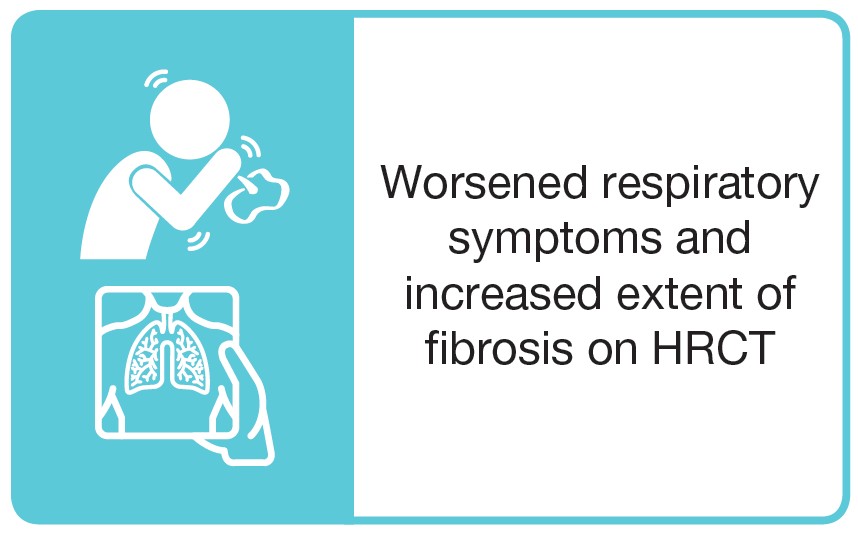 Worsened respiratory
symptoms and
increased extent of
fibrosis on HRCT